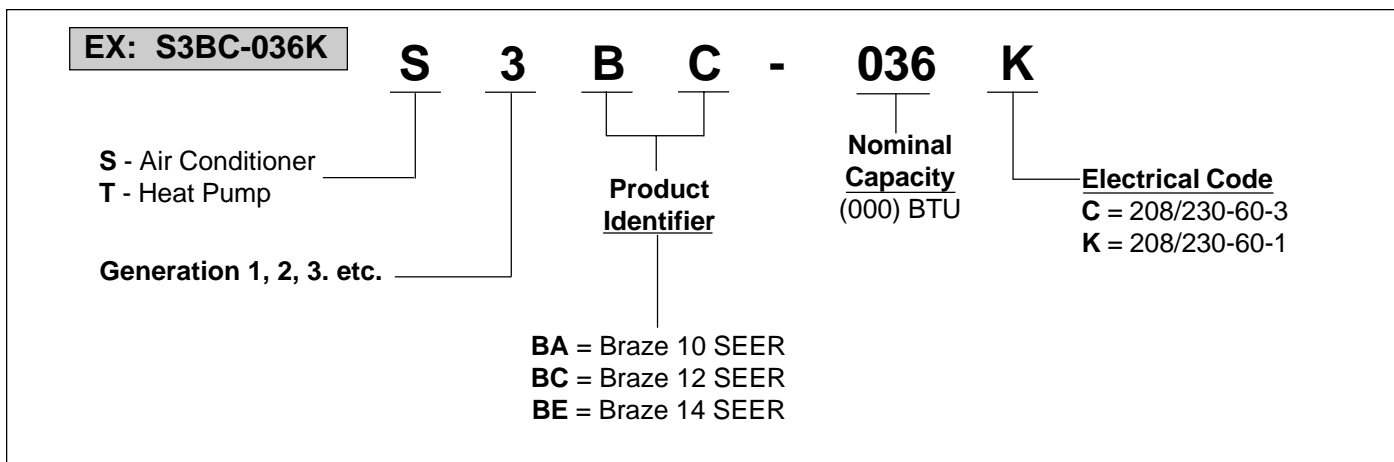 EX: S3BC-036K
S 3 B C - 036 K
S - Air Conditioner
T - Heat Pump
Generation 1, 2, 3. etc.
Product
Identifier
BA = Braze 10 SEER
BC = Braze 12 SEER
BE = Braze 14 SEER
Nominal
Capacity
(000) BTU
Electrical Code
C = 208/230-60-3
K = 208/230-60-1